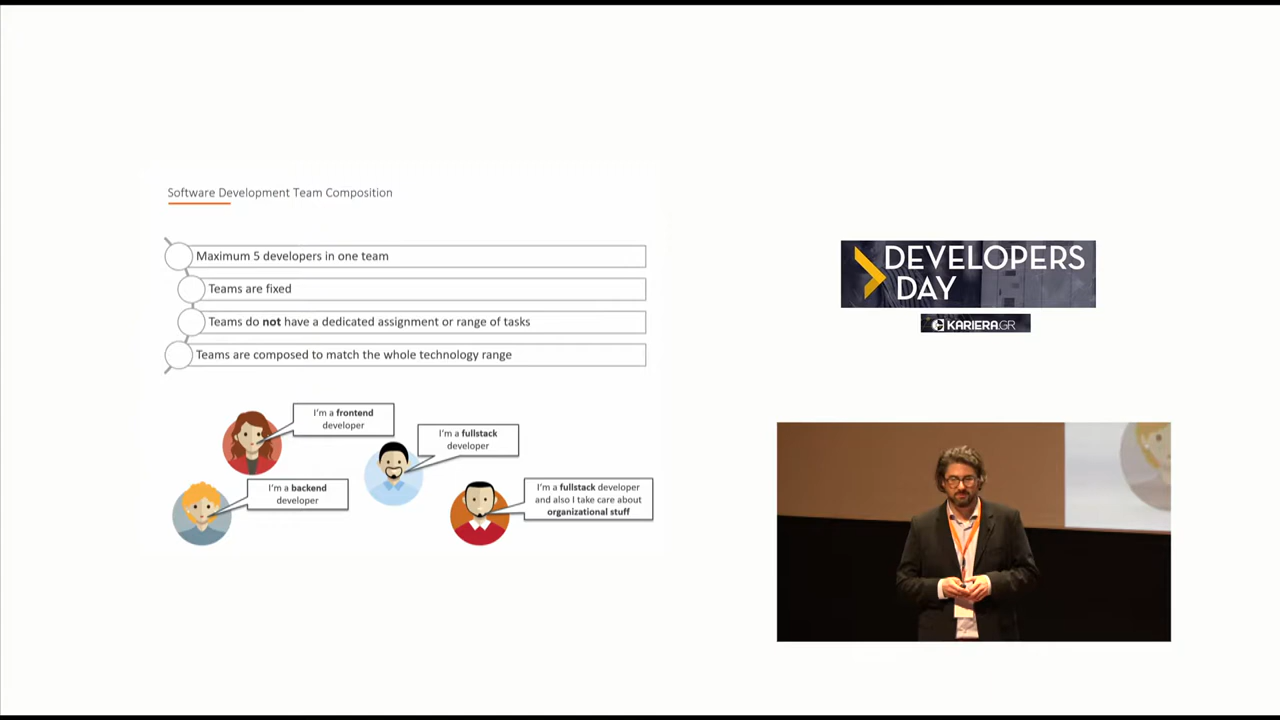 Software Development Team Composition
Maximum 5 developers in one team
Teams are fixed
Teams do not have a dedicated assignment or range of tasks
Teams are composed to match the whole technology range
I'm a frontend
developer
I'm a fullstack
developer
I'm a backend
developer
I'm a fullstack developer
and also I take care about
organizational stuff
DEVELOPERS
DAY
KARIERA.GR